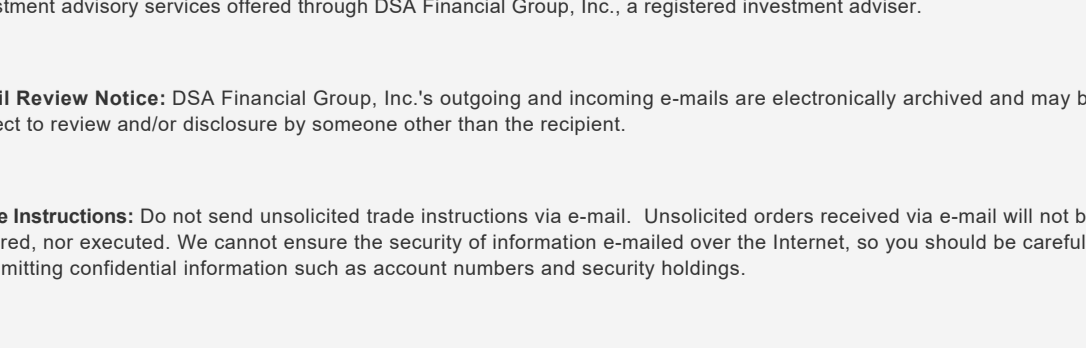 stment advisory services offered through DSA Financial Group, Inc., a registered investment adviser.
il Review Notice: DSA Financial Group, Inc.'s outgoing and incoming e-mails are electronically archived and may b
ect to review and/or disclosure by someone other than the recipient.
e Instructions: Do not send unsolicited trade instructions via e-mail.  Unsolicited orders received via e-mail will not b
red, nor executed. We cannot ensure the security of information e-mailed over the Internet, so you should be careful
mitting confidential information such as account numbers and security holdings.